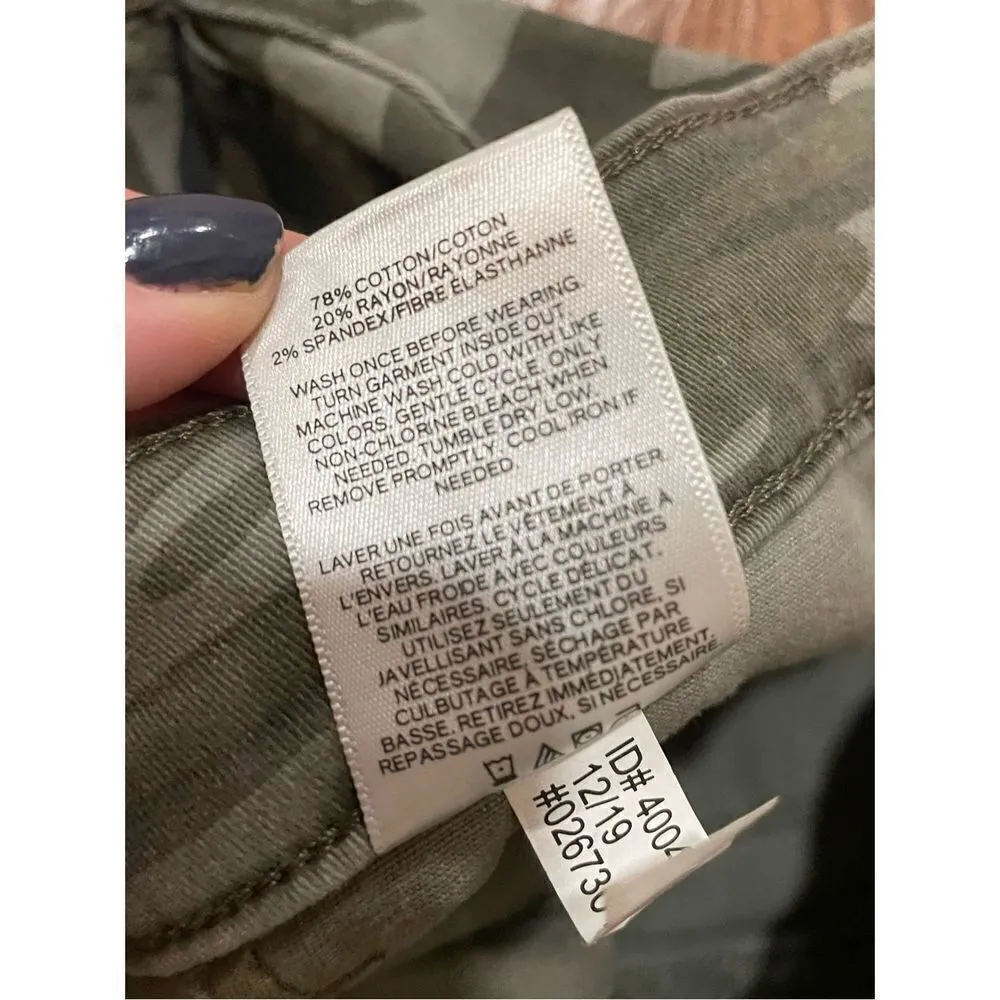 78% COTTON/COTON
20% RAYON/RAYONNE
2% SPANDEX/FIBRE ÉLASTHANNE
WASH ONCE BEFORE WEARING.
TURN GARMENT INSIDE OUT.
MACHINE WASH COLD WITH LIKE
COLORS. GENTLE CYCLE. ONLY
NON-CHLORINE BLEACH WHEN
NEEDED. TUMBLE DRY LOW.
REMOVE PROMPTLY. COOL IRON IF
NEEDED.
LAVER UNE FOIS AVANT DE PORTER.
RETOURNEZ LE VÊTEMENT À
L'ENVERS. LAVER À LA MACHINE À
L'EAU FROIDE AVEC COULEURS
SIMILAIRES. CYCLE DÉLICAT.
UTILISEZ SEULEMENT DU
JAVELLISANT SANS CHLORE, SI
NÉCESSAIRE. SÉCHAGE PAR
CULBUTAGE À TEMPÉRATURE
BASSE. RETIREZ IMMÉDIATEMENT.
REPASSAGE DOUX, SI NÉCESSAIRE.
ID# 4004
12/19
#02673